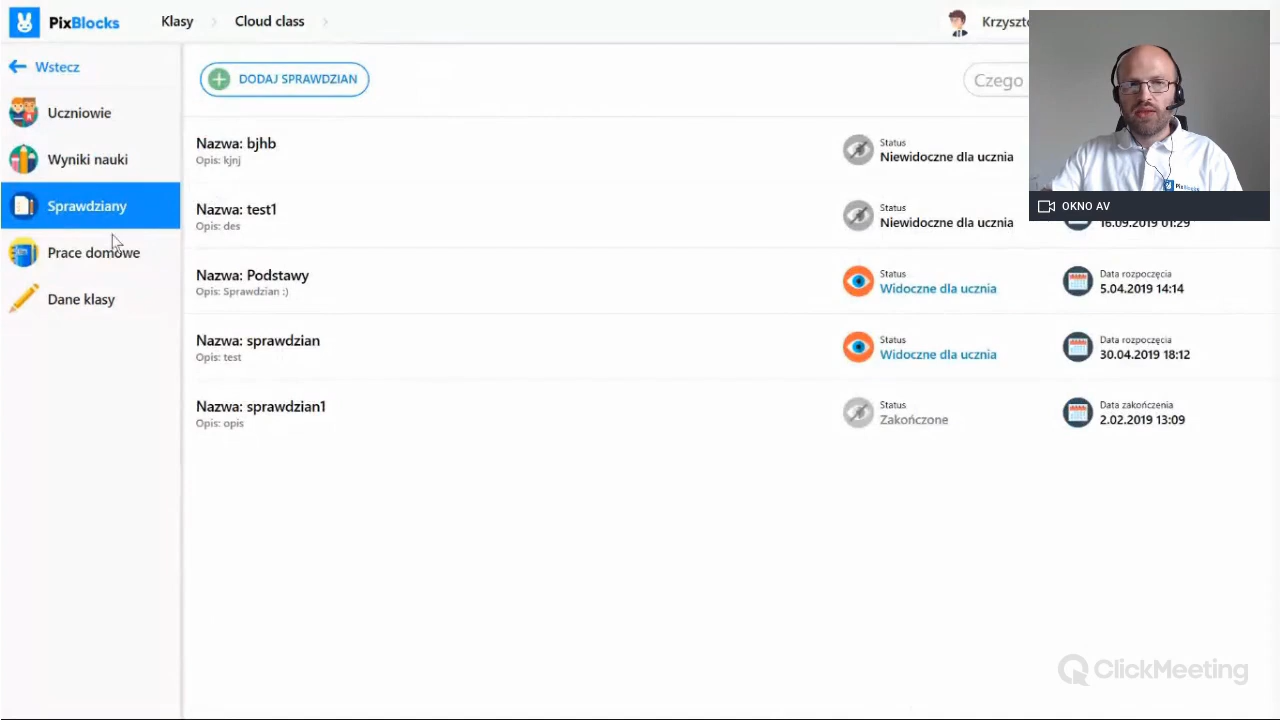 PixBlocks
Klasy
Cloud class
Krzyszto
Wstecz
DODAJ SPRAWDZIAN
Czego
Uczniowie
Wyniki nauki
Sprawdziany
Prace domowe
Dane klasy
Nazwa: bjhb
Opis: kjnj
Status
Niewidoczne dla ucznia
Nazwa: test1
Opis: des
Status
Niewidoczne dla ucznia
16.09.2019 01:29
Nazwa: Podstawy
Opis: Sprawdzian :)
Status
Widoczne dla ucznia
Data rozpoczęcia
5.04.2019 14:14
Nazwa: sprawdzian
Opis: test
Status
Widoczne dla ucznia
Data rozpoczęcia
30.04.2019 18:12
Nazwa: sprawdzian1
Opis: opis
Status
Zakończone
Data zakończenia
2.02.2019 13:09
PixBlocks
OKNO AV
ClickMeeting